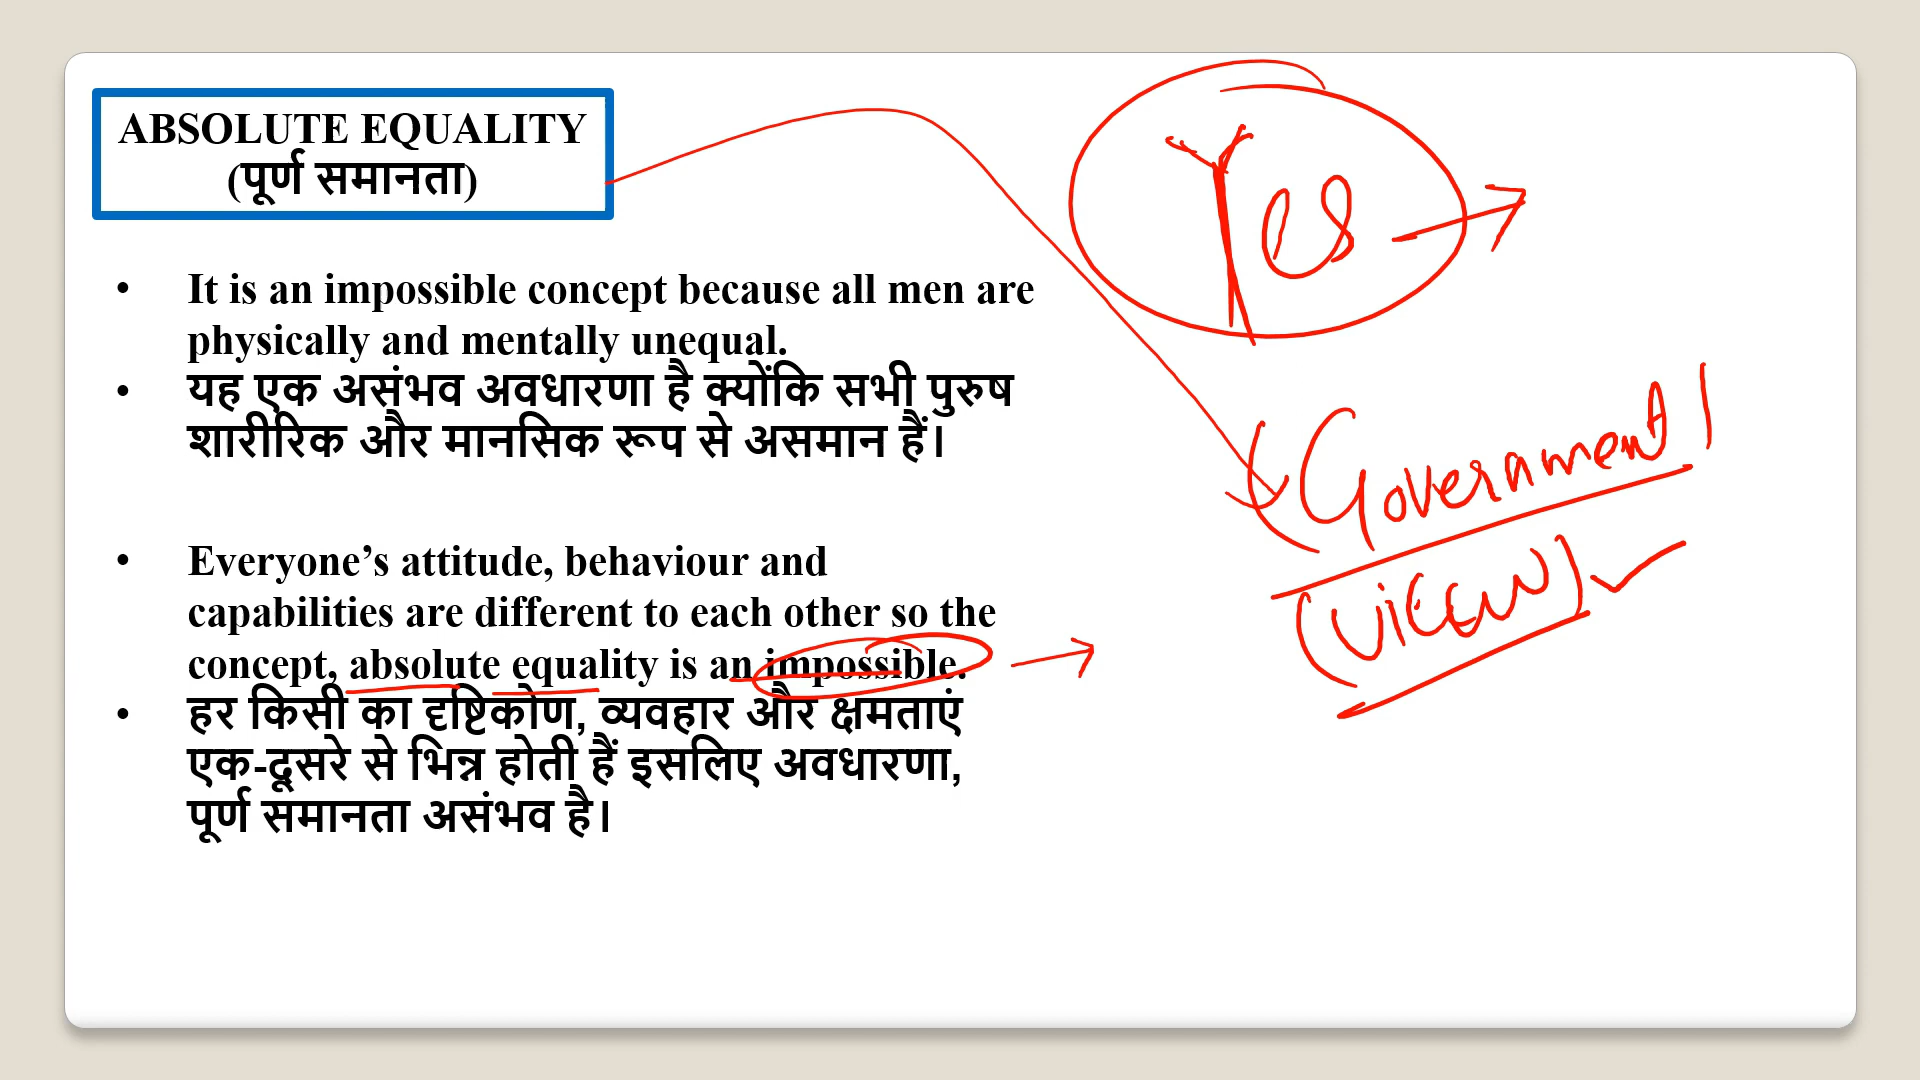 ABSOLUTE EQUALITY
(पूर्ण समानता)
• It is an impossible concept because all men are
physically and mentally unequal.
• यह एक असंभव अवधारणा है क्योंकि सभी पुरुष
शारीरिक और मानसिक रूप से असमान हैं।
• Everyone’s attitude, behaviour and
capabilities are different to each other so the
concept, absolute equality is an impossible.
• हर किसी का दृष्टिकोण, व्यवहार और क्षमताएं
एक-दूसरे से भिन्न होती हैं इसलिए अवधारणा,
पूर्ण समानता असंभव है।
Yes
Government